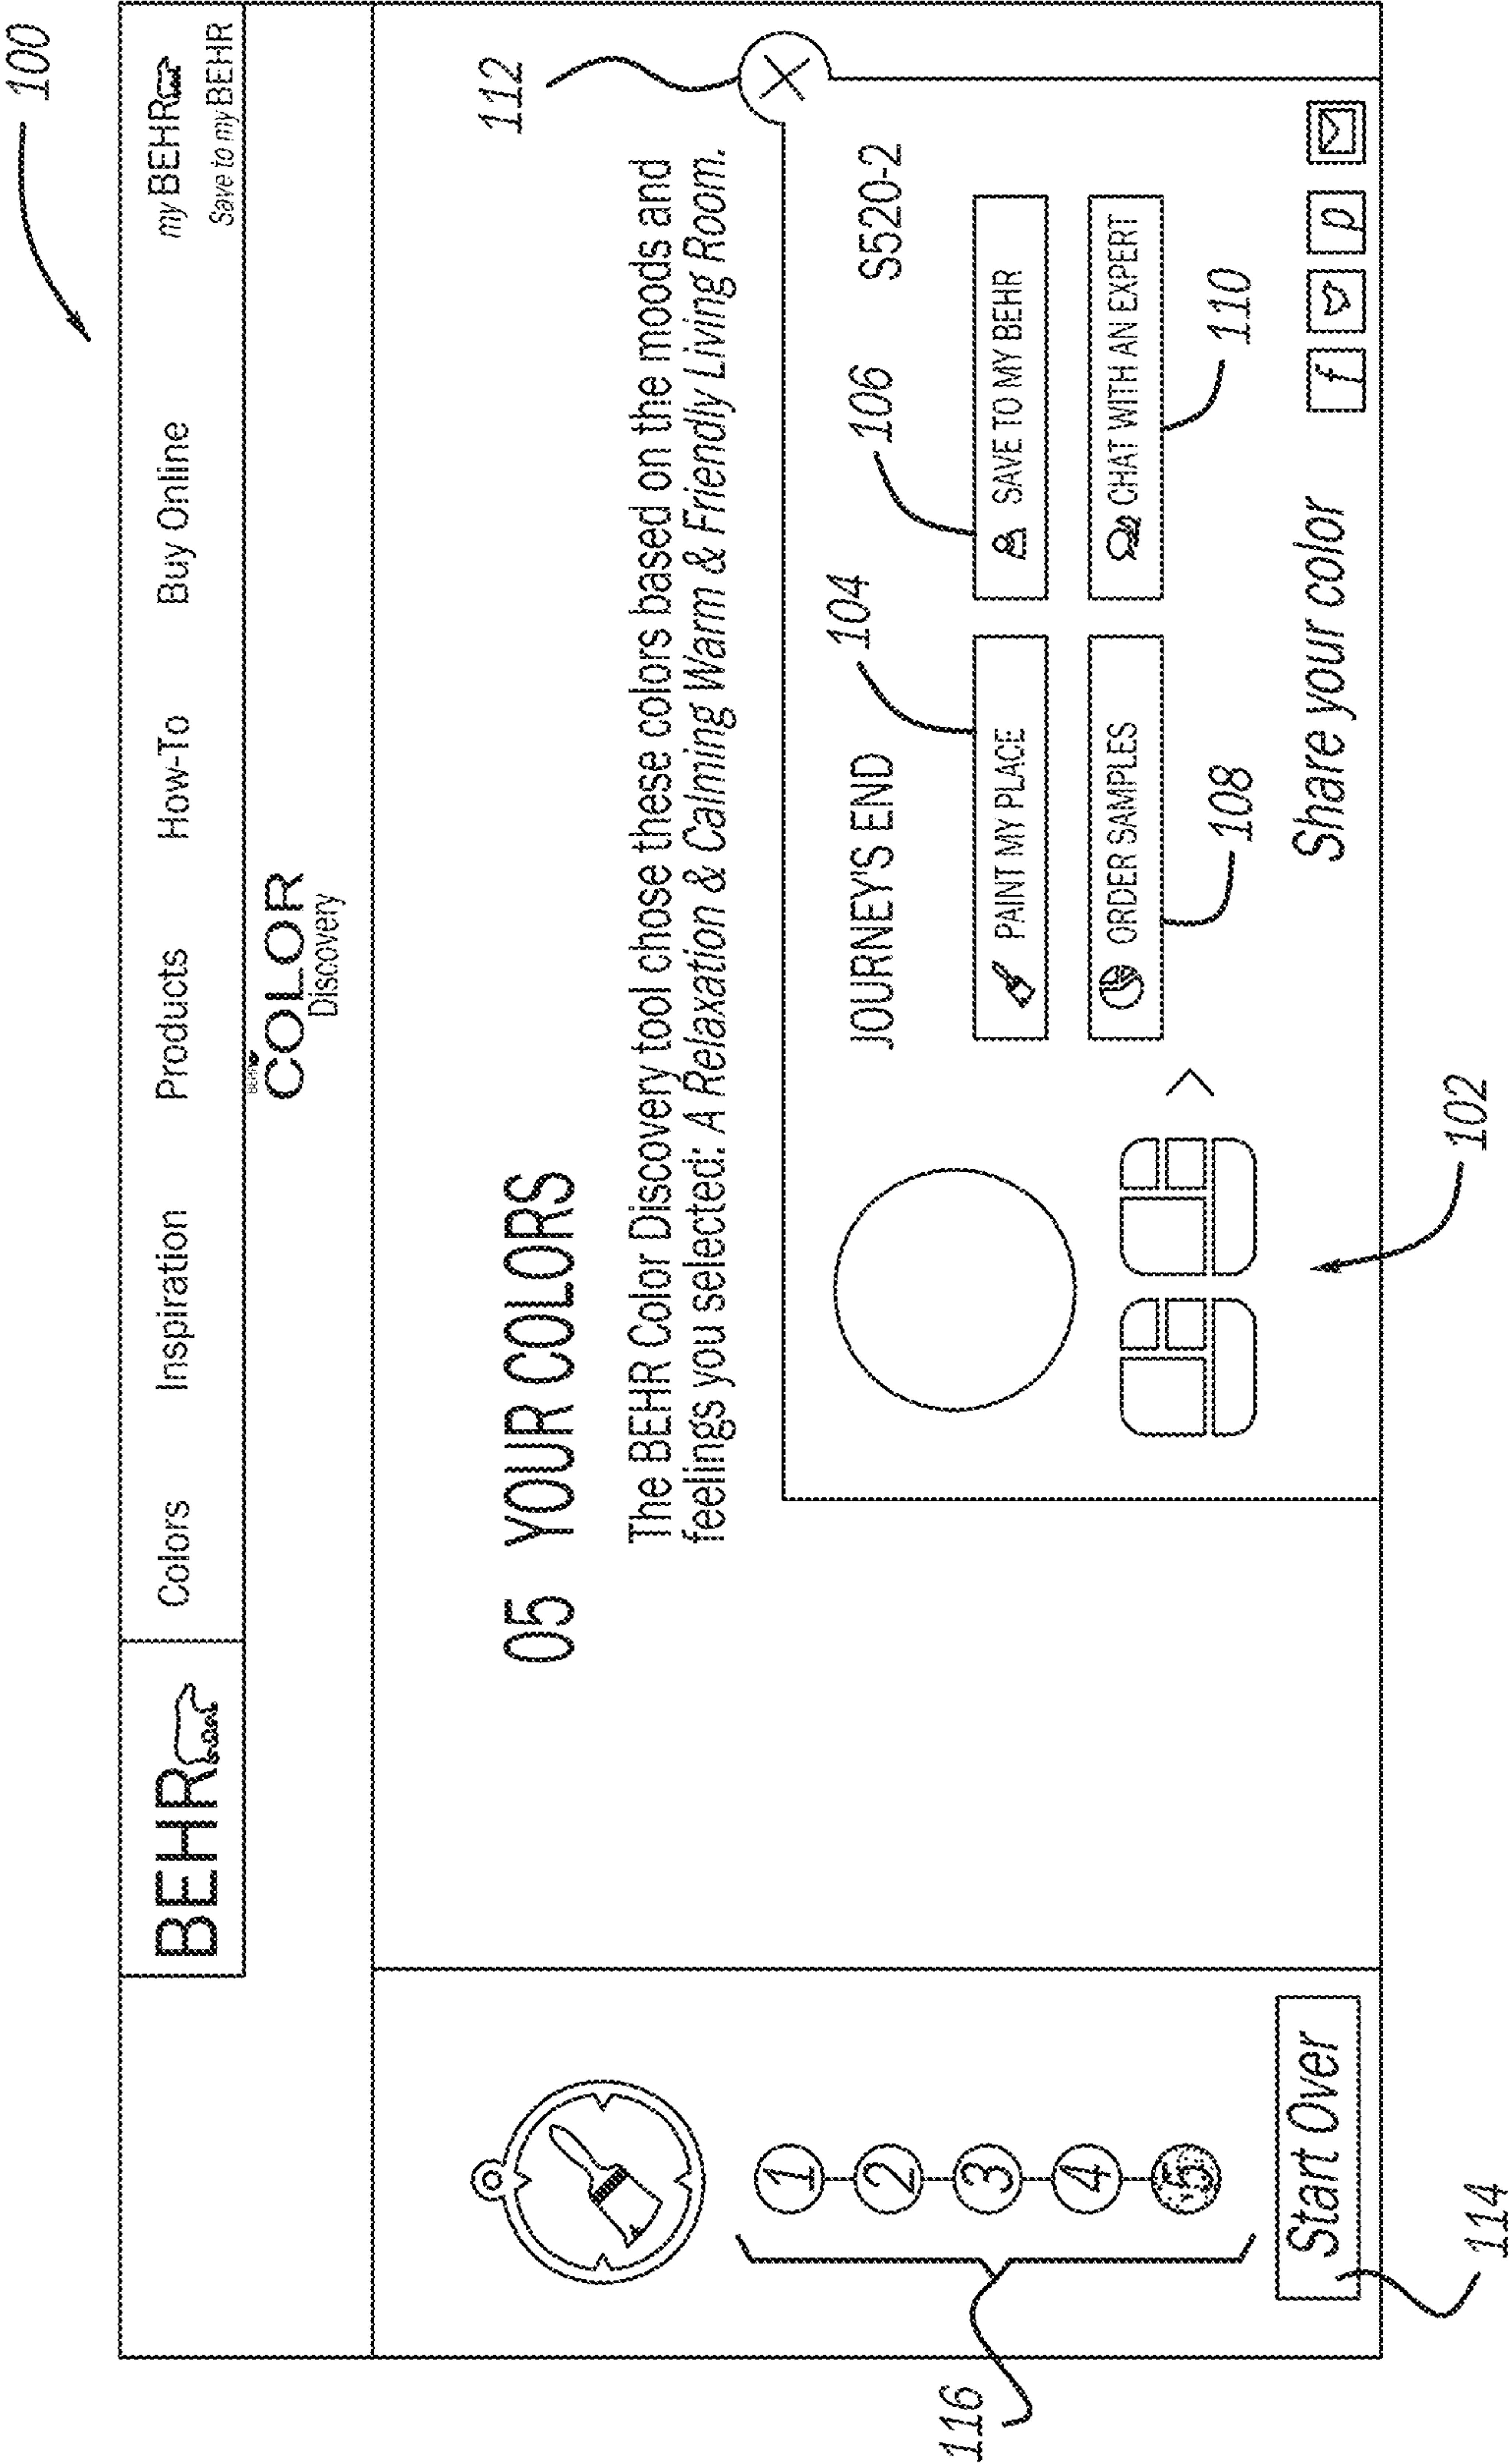 100
BEHR
Colors
Inspiration
Products
How-To
Buy Online
my BEHR
Save to my BEHR
BEHR
COLOR
Discovery
112
05 YOUR COLORS
The BEHR Color Discovery tool chose these colors based on the moods and
feelings you selected: A Relaxation & Calming Warm & Friendly Living Room.
JOURNEY'S END
S520-2
104
106
PAINT MY PLACE
SAVE TO MY BEHR
ORDER SAMPLES
CHAT WITH AN EXPERT
108
110
Share your color
f
p
102
1
2
3
4
5
116
Start Over
114